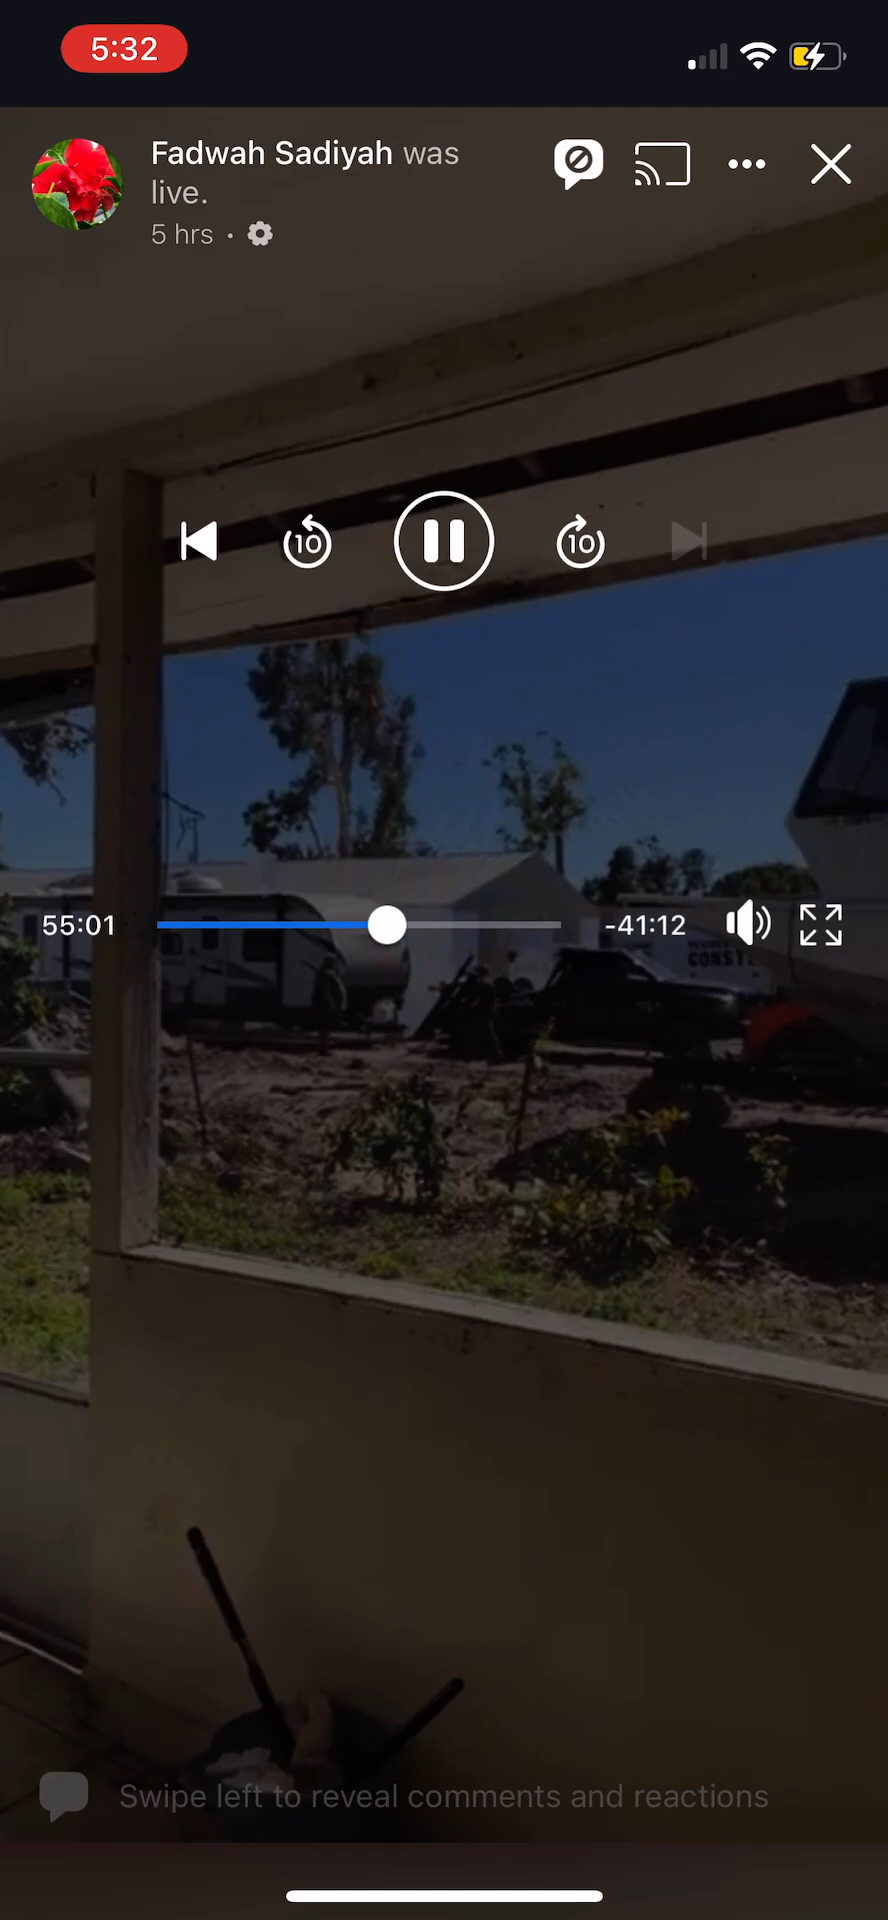 5:32
Fadwah Sadiyah was
live.
5 hrs ·
10
10
55:01
-41:12
CONST.
Swipe left to reveal comments and reactions